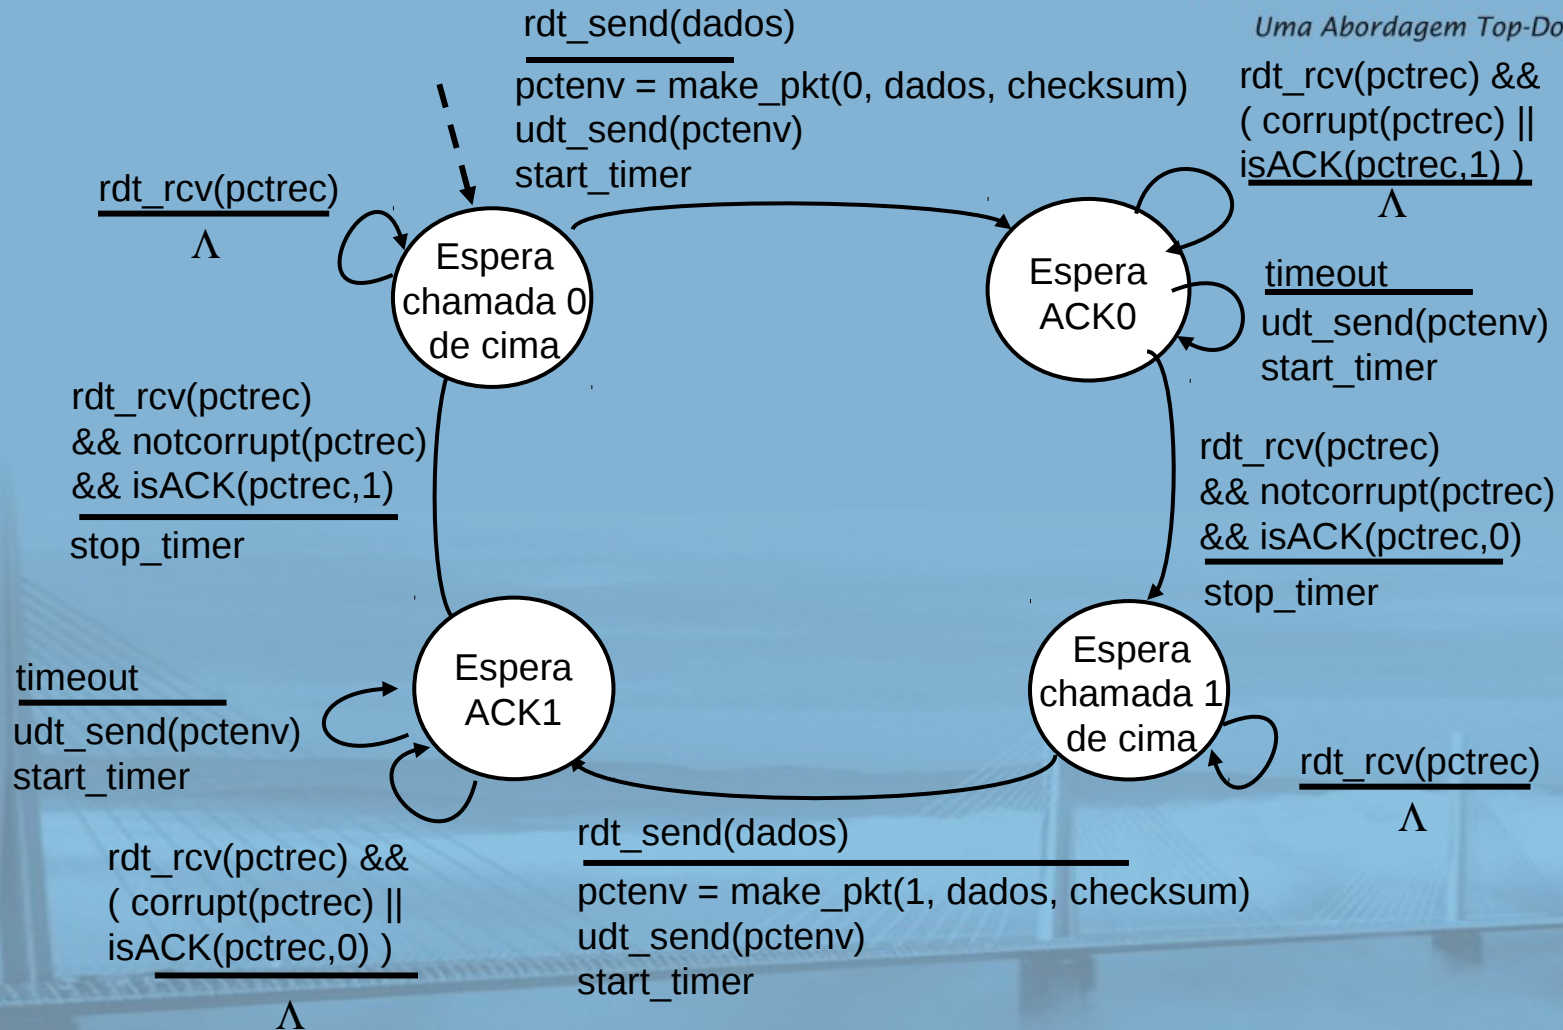 Uma Abordagem Top-Do
rdt_send(dados)
pctenv = make_pkt(0, dados, checksum)
udt_send(pctenv)
start_timer
rdt_rcv(pctrec) &&
( corrupt(pctrec) ||
isACK(pctrec,1) )
Λ
rdt_rcv(pctrec)
Λ
Espera
chamada 0
de cima
Espera
ACK0
timeout
udt_send(pctenv)
start_timer
rdt_rcv(pctrec)
&& notcorrupt(pctrec)
&& isACK(pctrec,1)
stop_timer
rdt_rcv(pctrec)
&& notcorrupt(pctrec)
&& isACK(pctrec,0)
stop_timer
timeout
udt_send(pctenv)
start_timer
Espera
ACK1
Espera
chamada 1
de cima
rdt_rcv(pctrec)
Λ
rdt_rcv(pctrec) &&
( corrupt(pctrec) ||
isACK(pctrec,0) )
Λ
rdt_send(dados)
pctenv = make_pkt(1, dados, checksum)
udt_send(pctenv)
start_timer